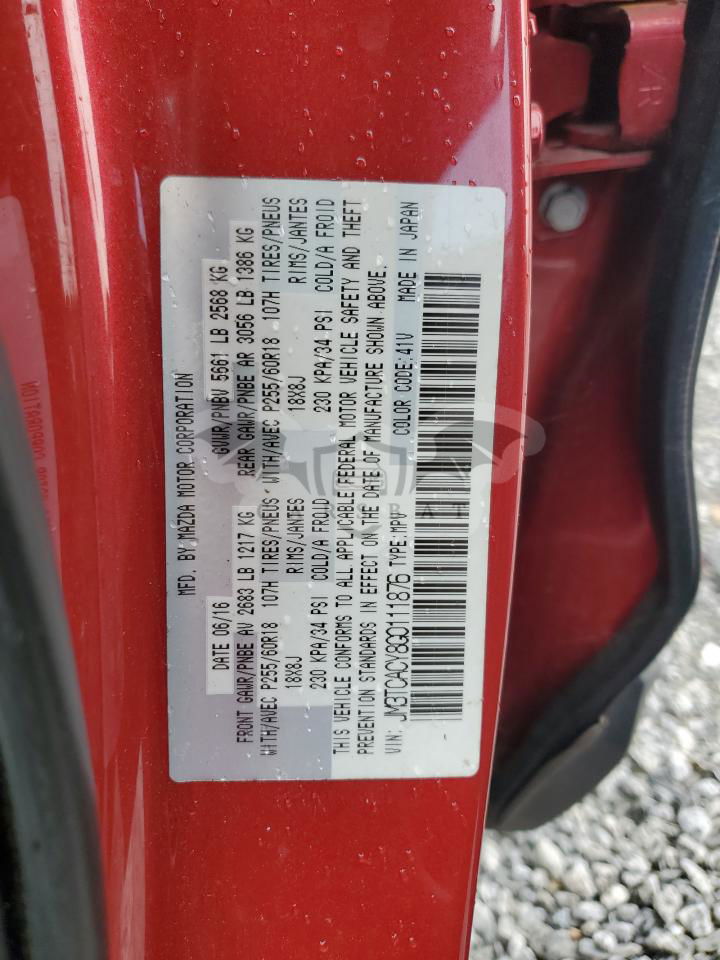 MFD. BY MAZDA MOTOR CORPORATION
DATE 06/16 GVWR/PNBV 5661 LB 2568 KG
FRONT GAWR/PNBE AV 2683 LB 1217 KG REAR GAWR/PNBE AR 3056 LB 1386 KG
WITH/AVEC P255/60R18 107H TIRES/PNEUS WITH/AVEC P255/60R18 107H TIRES/PNEUS
18X8J RIMS/JANTES 18X8J RIMS/JANTES
230 KPA/34 PSI COLD/A FROID 230 KPA/34 PSI COLD/A FROID
THIS VEHICLE CONFORMS TO ALL APPLICABLE FEDERAL MOTOR VEHICLE SAFETY AND THEFT
PREVENTION STANDARDS IN EFFECT ON THE DATE OF MANUFACTURE SHOWN ABOVE.
VIN: JM3TCACY8G0111876 TYPE:MPV COLOR CODE:41V MADE IN JAPAN